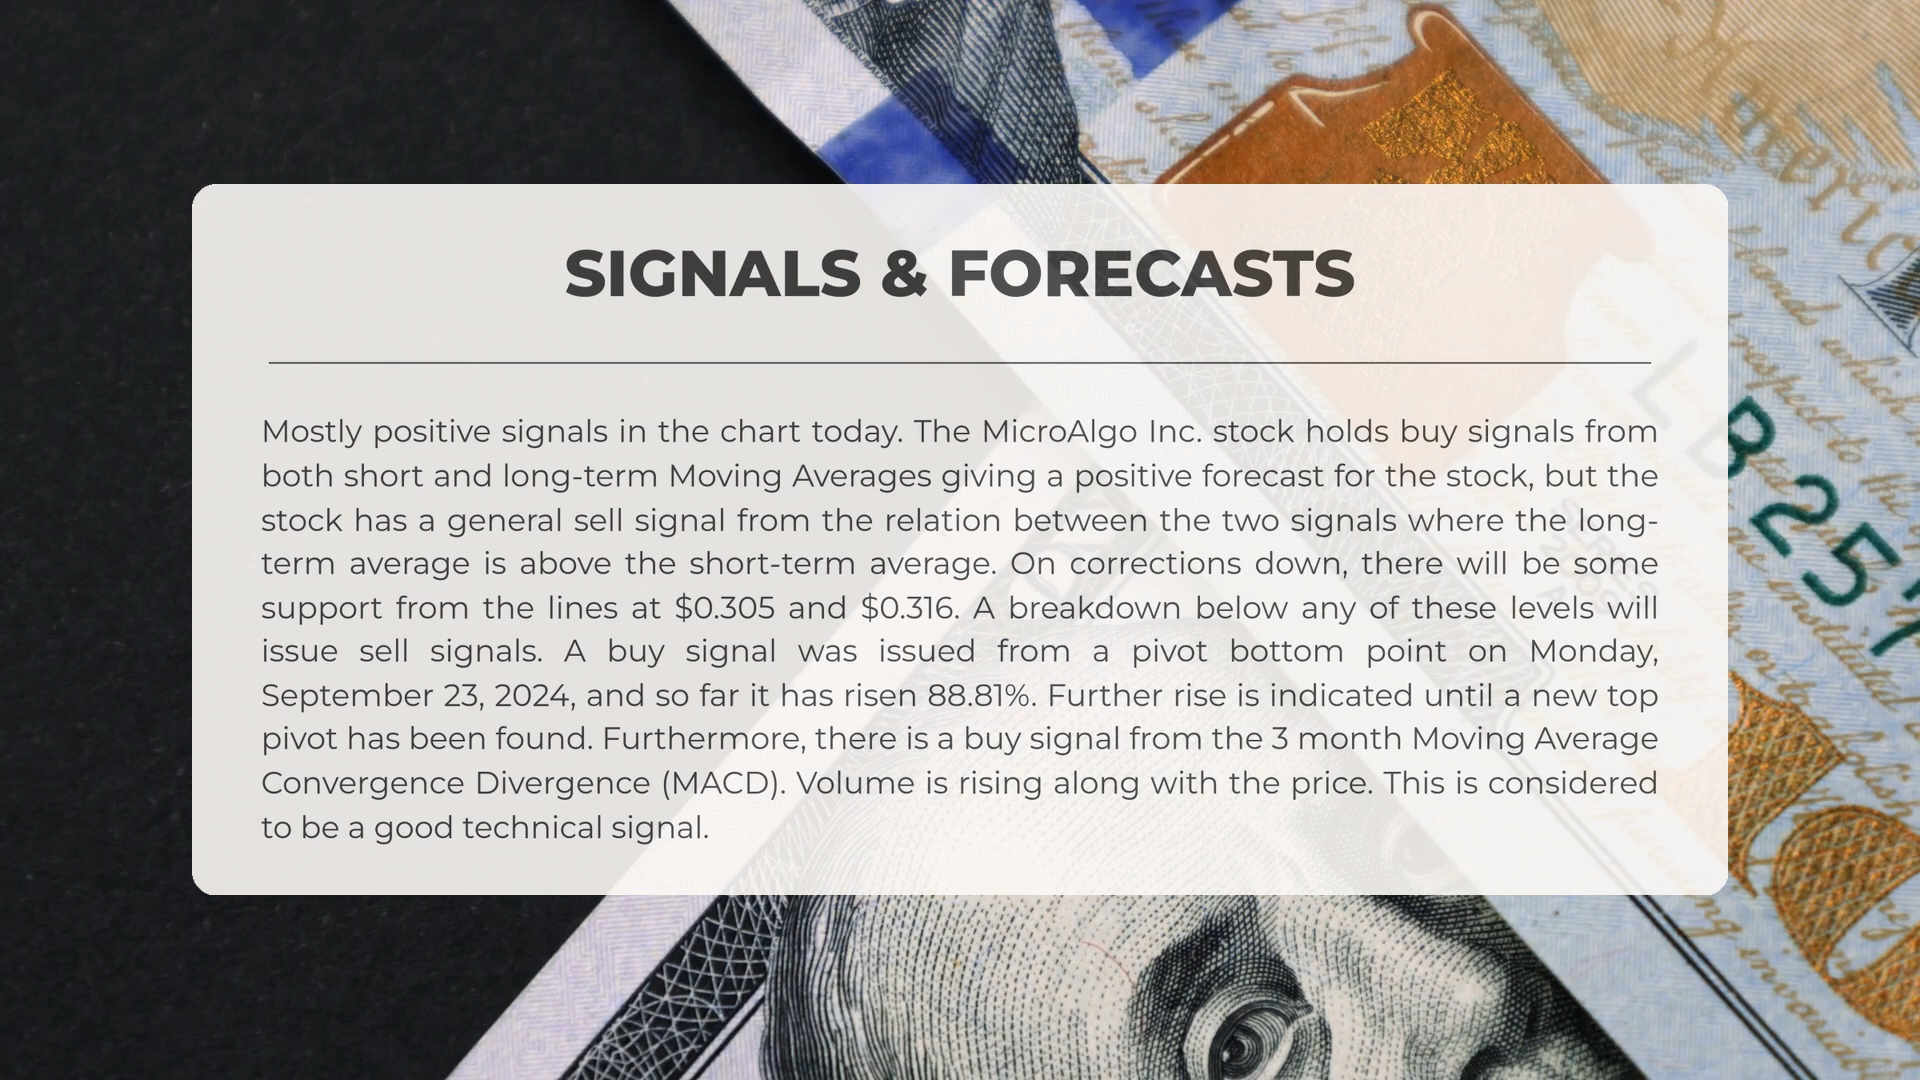 SIGNALS & FORECASTS
Mostly positive signals in the chart today. The MicroAlgo Inc. stock holds buy signals from
both short and long-term Moving Averages giving a positive forecast for the stock, but the
stock has a general sell signal from the relation between the two signals where the long-
term average is above the short-term average. On corrections down, there will be some
support from the lines at $0.305 and $0.316. A breakdown below any of these levels will
issue sell signals. A buy signal was issued from a pivot bottom point on Monday,
September 23, 2024, and so far it has risen 88.81%. Further rise is indicated until a new top
pivot has been found. Furthermore, there is a buy signal from the 3 month Moving Average
Convergence Divergence (MACD). Volume is rising along with the price. This is considered
to be a good technical signal.